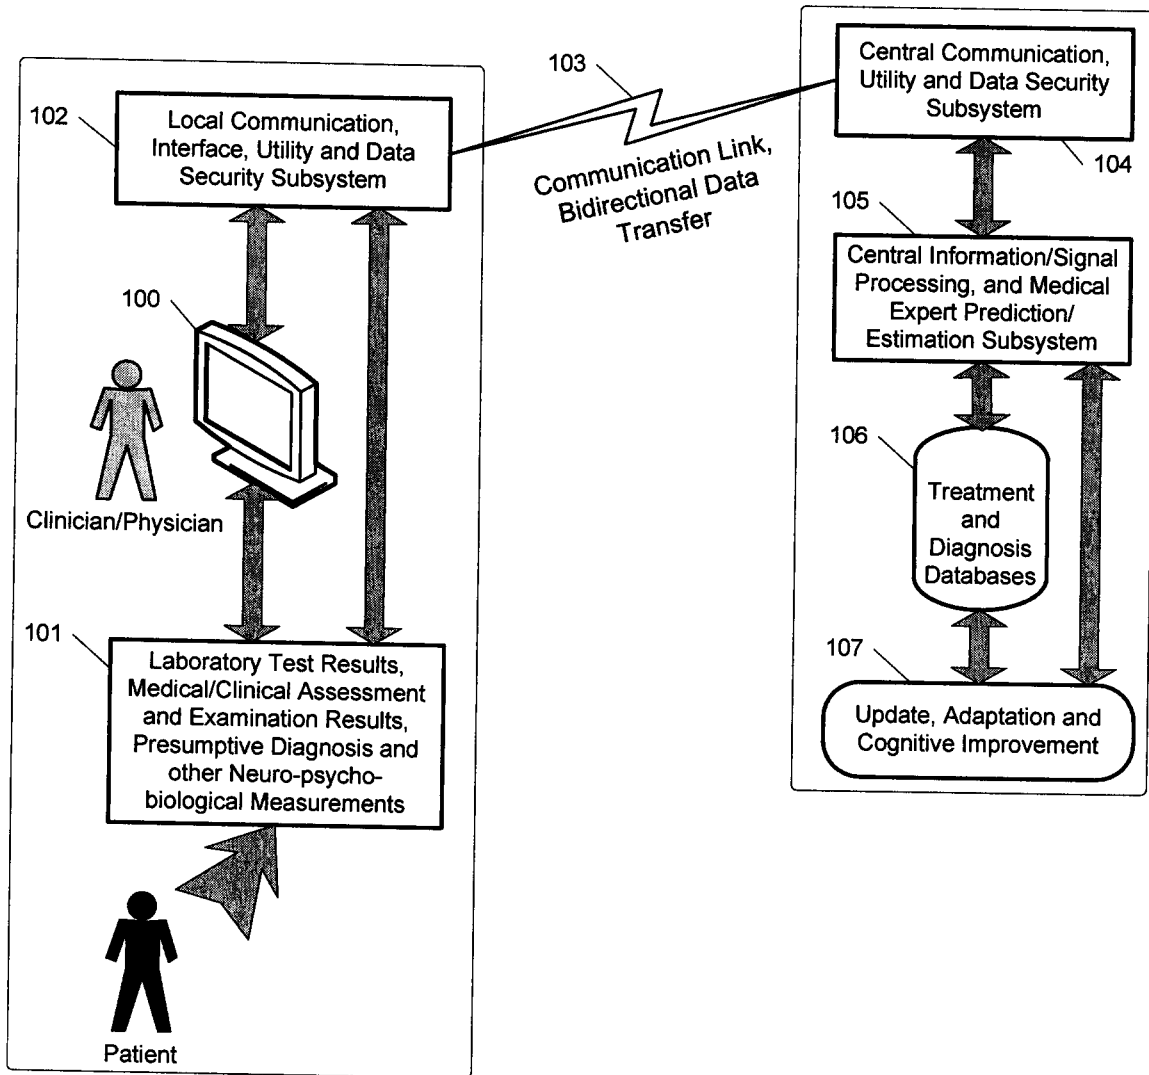 102
Local Communication,
Interface, Utility and Data
Security Subsystem
100
Clinician/Physician
101
Laboratory Test Results,
Medical/Clinical Assessment
and Examination Results,
Presumptive Diagnosis and
other Neuro-psycho-
biological Measurements
Patient
103
Communication Link,
Bidirectional Data
Transfer
Central Communication,
Utility and Data Security
Subsystem
104
105
Central Information/Signal
Processing, and Medical
Expert Prediction/
Estimation Subsystem
106
Treatment
and
Diagnosis
Databases
107
Update, Adaptation and
Cognitive Improvement